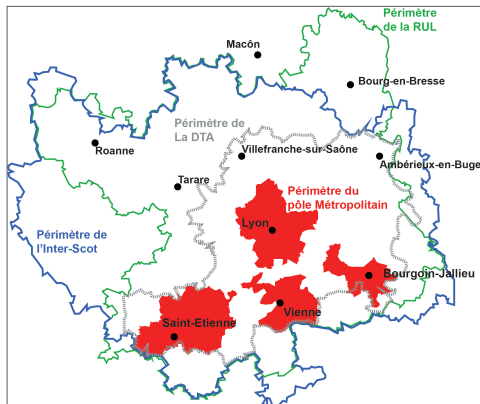 Périmètre
de la RUL
Macôn
Bourg-en-Bresse
Périmètre de
La DTA
Roanne
Villefranche-sur-Saône
Ambérieux-en-Buge
Tarare
Périmètre du
pôle Métropolitain
Lyon
Périmètre de
l'Inter-Scot
Bourgoin-Jallieu
Vienne
Saint-Etienne